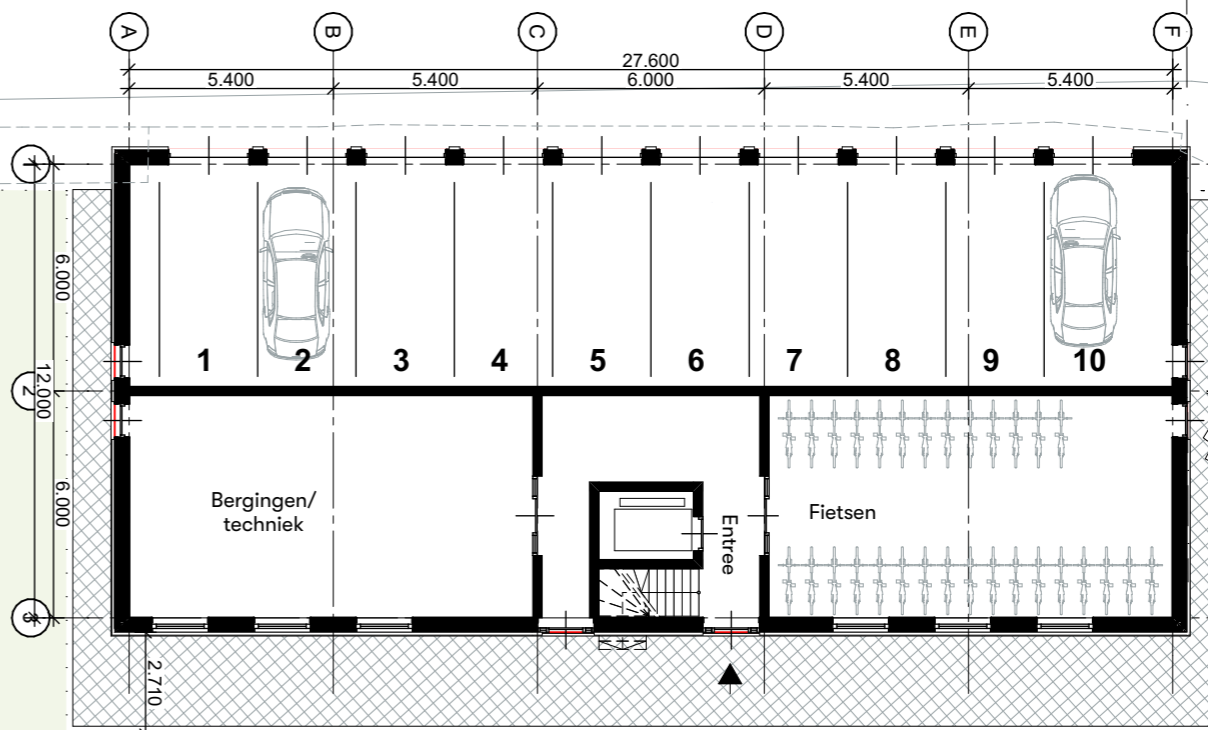 A B C D E F
27.600
5.400 5.400 6.000 5.400 5.400
1
6.000
1 2 3 4 5 6 7 8 9 10
2
12.000
6.000
Bergingen/
techniek
Entree
Fietsen
3
2.710